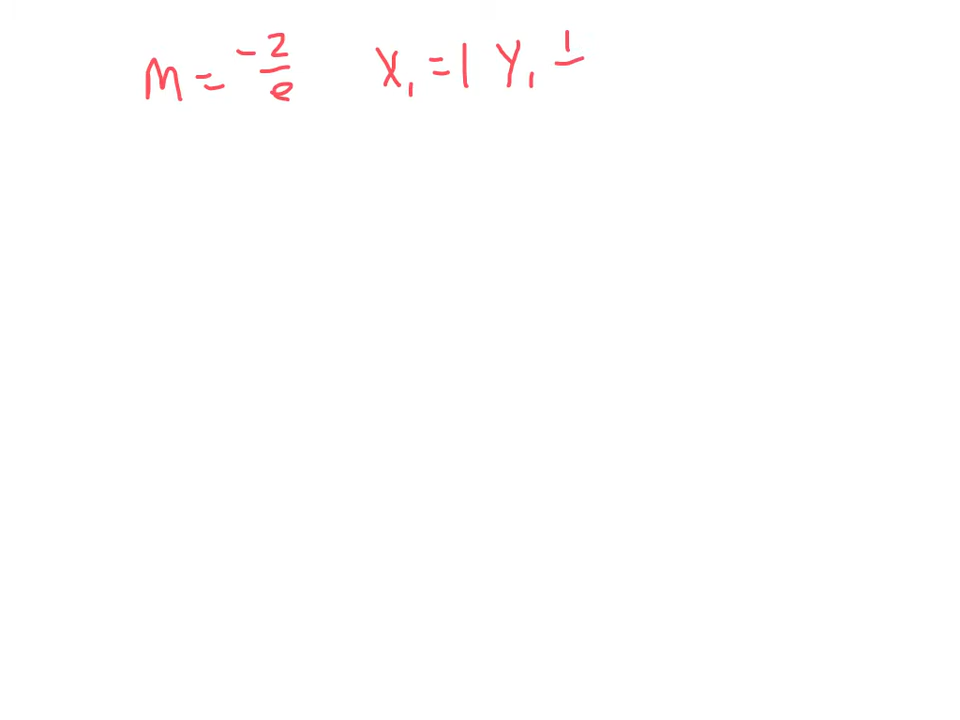 m = -2/e x₁ = 1 y₁ 1/